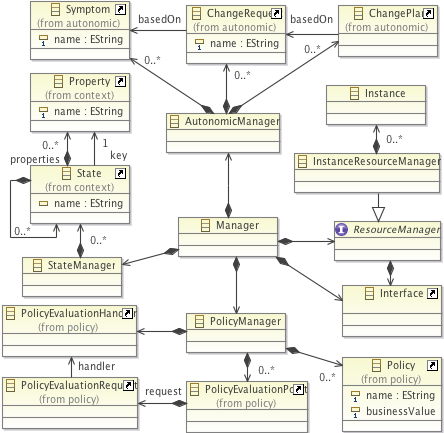 Symptom
(from autonomic)
name : EString
basedOn
ChangeReque
(from autonomic)
name : EString
basedOn
ChangePla
(from autonomic)
0..*
0..*
0..*
Property
(from context)
name : EString
AutonomicManager
Instance
0..*
InstanceResourceManager
0..*
1
properties
key
State
(from context)
name : EString
0..*
0..*
Manager
ResourceManager
StateManager
Interface
PolicyEvaluationHan
(from policy)
PolicyManager
handler
0..*
0..*
Policy
(from policy)
name : EString
businessValue
PolicyEvaluationReque
(from policy)
request
PolicyEvaluationPo
(from policy)